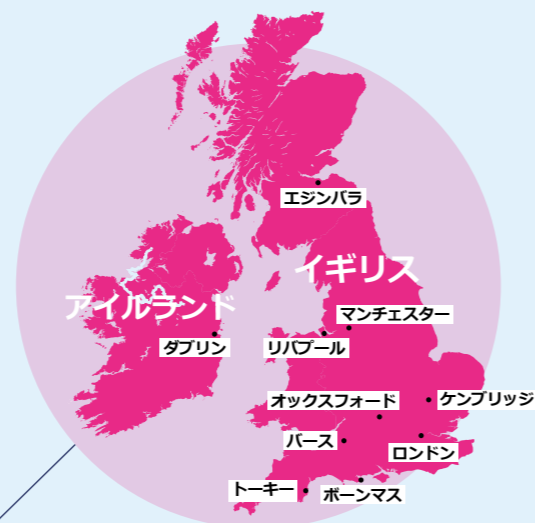 エジンバラ
イギリス
アイルランド
マンチェスター
ダブリン
リバプール
オックスフォード
ケンブリッジ
バース
ロンドン
トーキー
ボーンマス